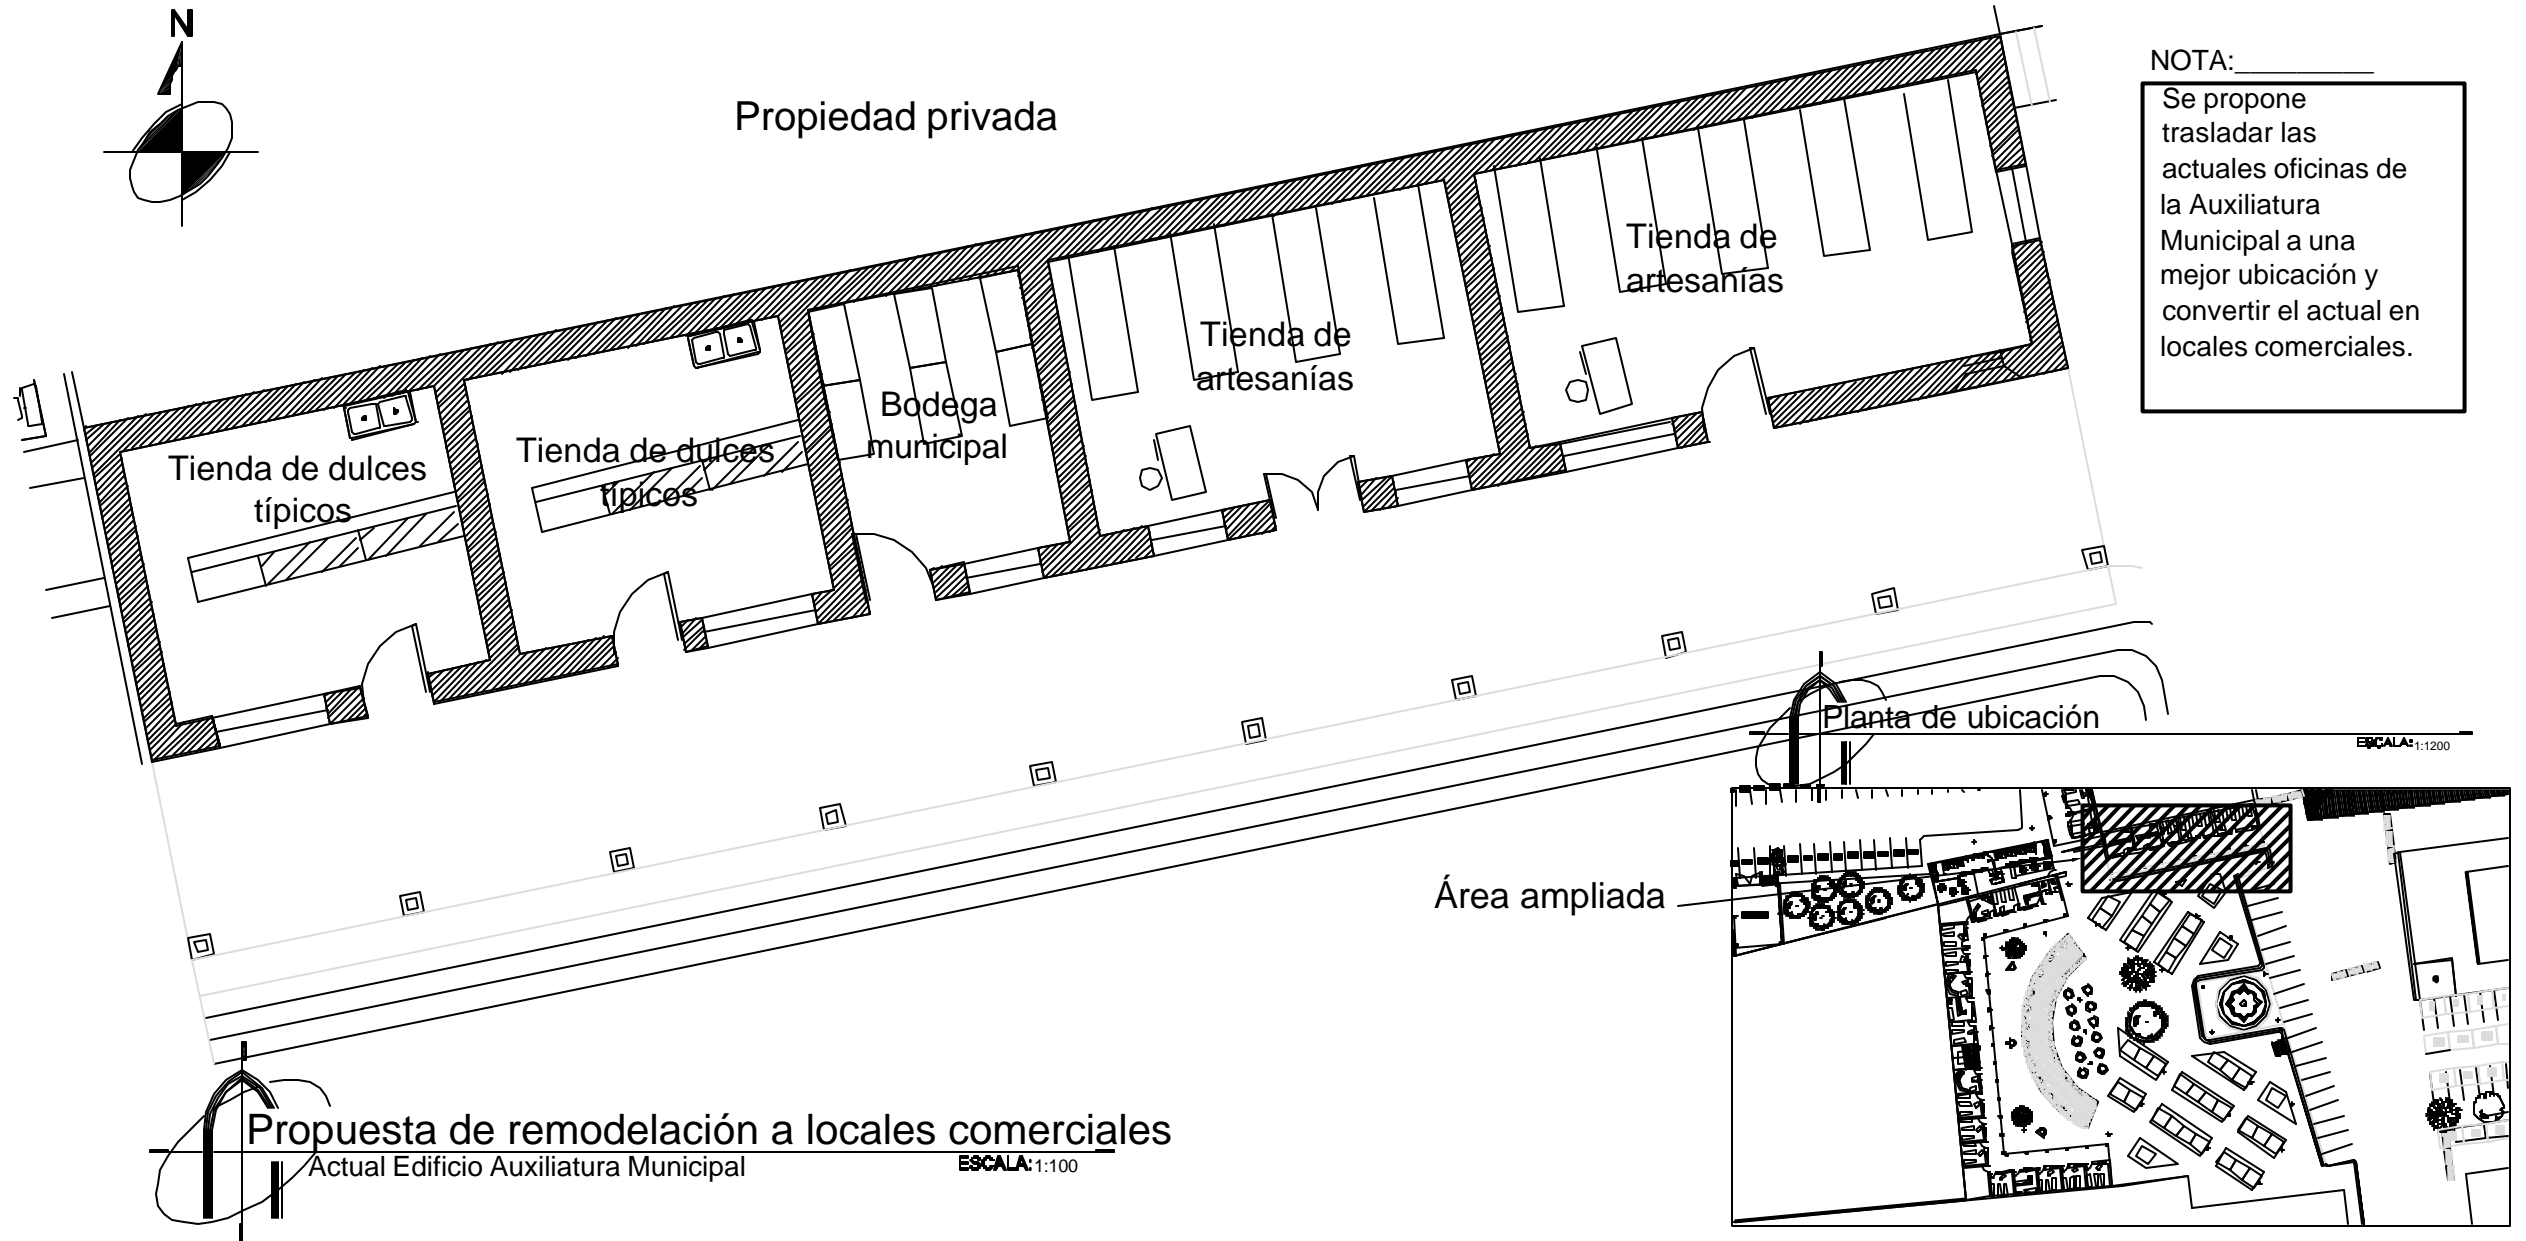 N
Propiedad privada
NOTA:_________
Se propone
trasladar las
actuales oficinas de
la Auxiliatura
Municipal a una
mejor ubicación y
convertir el actual en
locales comerciales.
Tienda de
artesanías
Tienda de
artesanías
Bodega
municipal
Tienda de dulces
típicos
Tienda de dulces
típicos
Planta de ubicación
ESCALA:1:1200
Área ampliada
Propuesta de remodelación a locales comerciales
Actual Edificio Auxiliatura Municipal
ESCALA:1:100